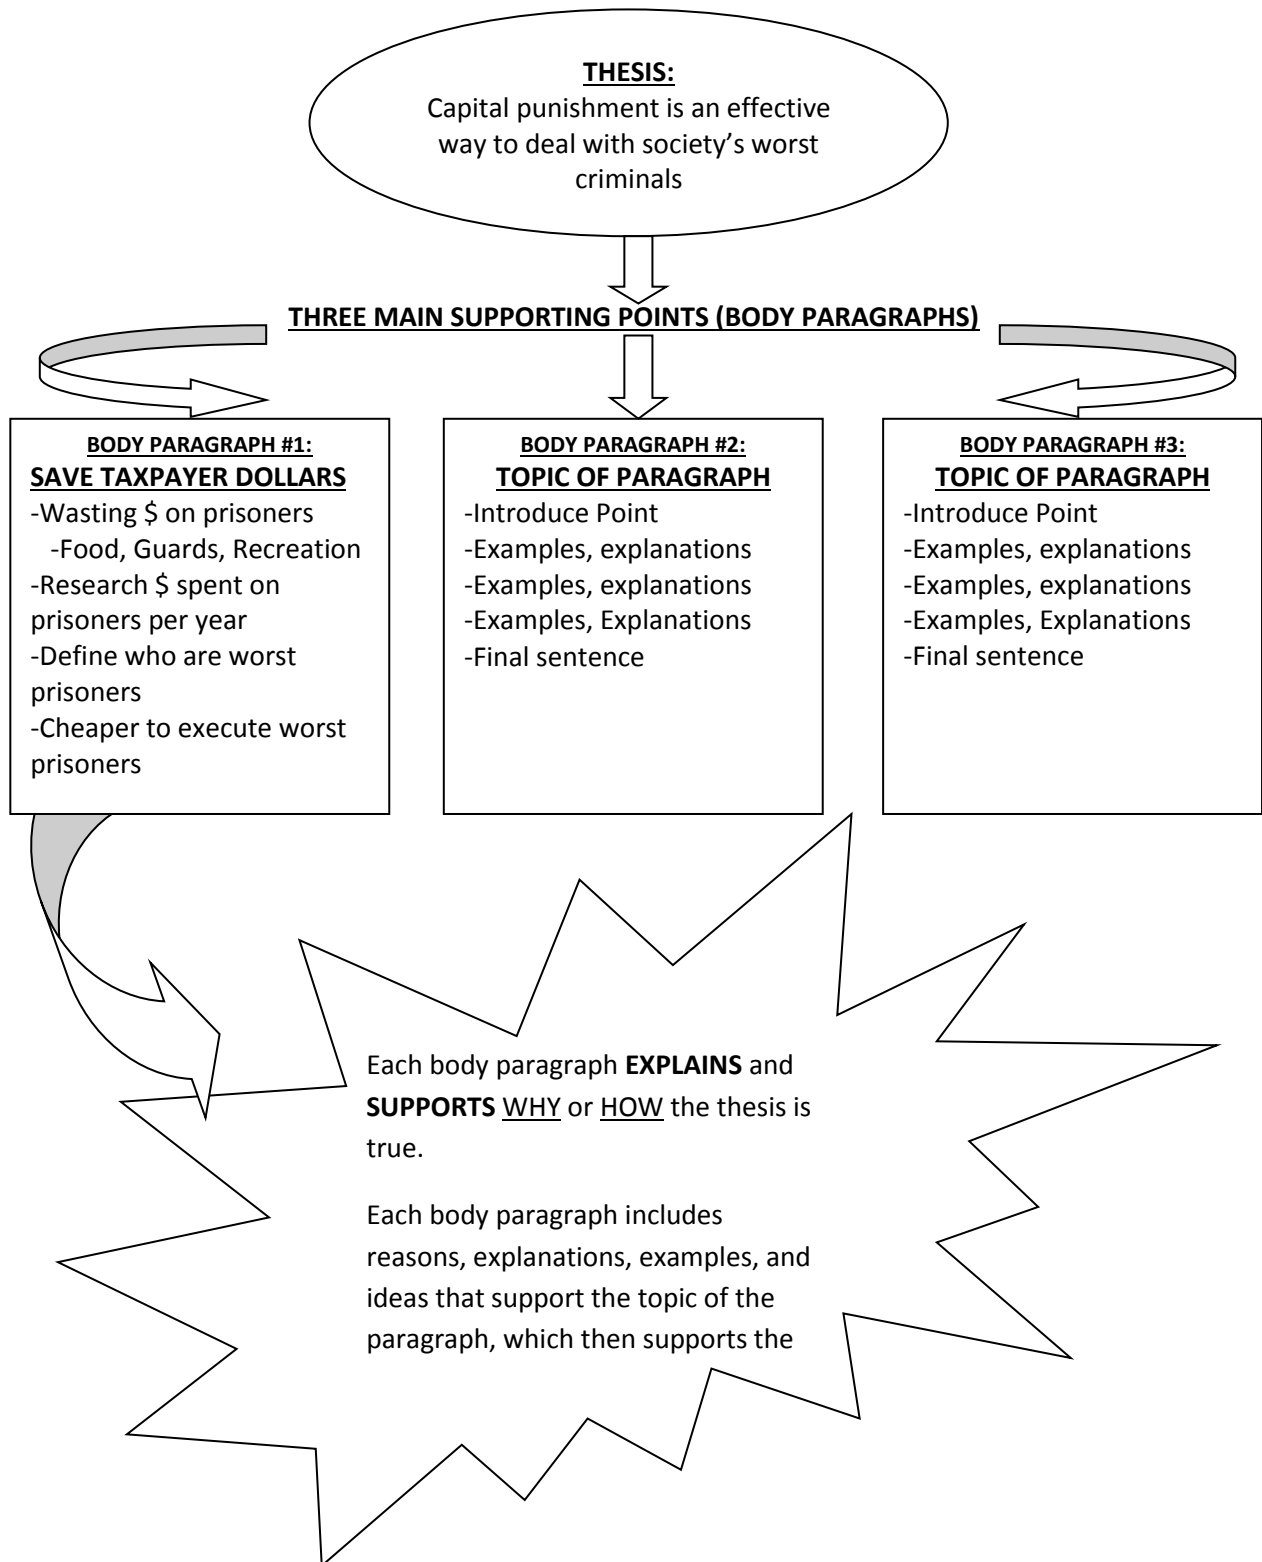 THESIS:
Capital punishment is an effective
way to deal with society’s worst
criminals
THREE MAIN SUPPORTING POINTS (BODY PARAGRAPHS)
BODY PARAGRAPH #1:
SAVE TAXPAYER DOLLARS
-Wasting $ on prisoners
-Food, Guards, Recreation
-Research $ spent on
prisoners per year
-Define who are worst
prisoners
-Cheaper to execute worst
prisoners
BODY PARAGRAPH #2:
TOPIC OF PARAGRAPH
-Introduce Point
-Examples, explanations
-Examples, explanations
-Examples, Explanations
-Final sentence
BODY PARAGRAPH #3:
TOPIC OF PARAGRAPH
-Introduce Point
-Examples, explanations
-Examples, explanations
-Examples, Explanations
-Final sentence
Each body paragraph EXPLAINS and
SUPPORTS WHY or HOW the thesis is
true.
Each body paragraph includes
reasons, explanations, examples, and
ideas that support the topic of the
paragraph, which then supports the